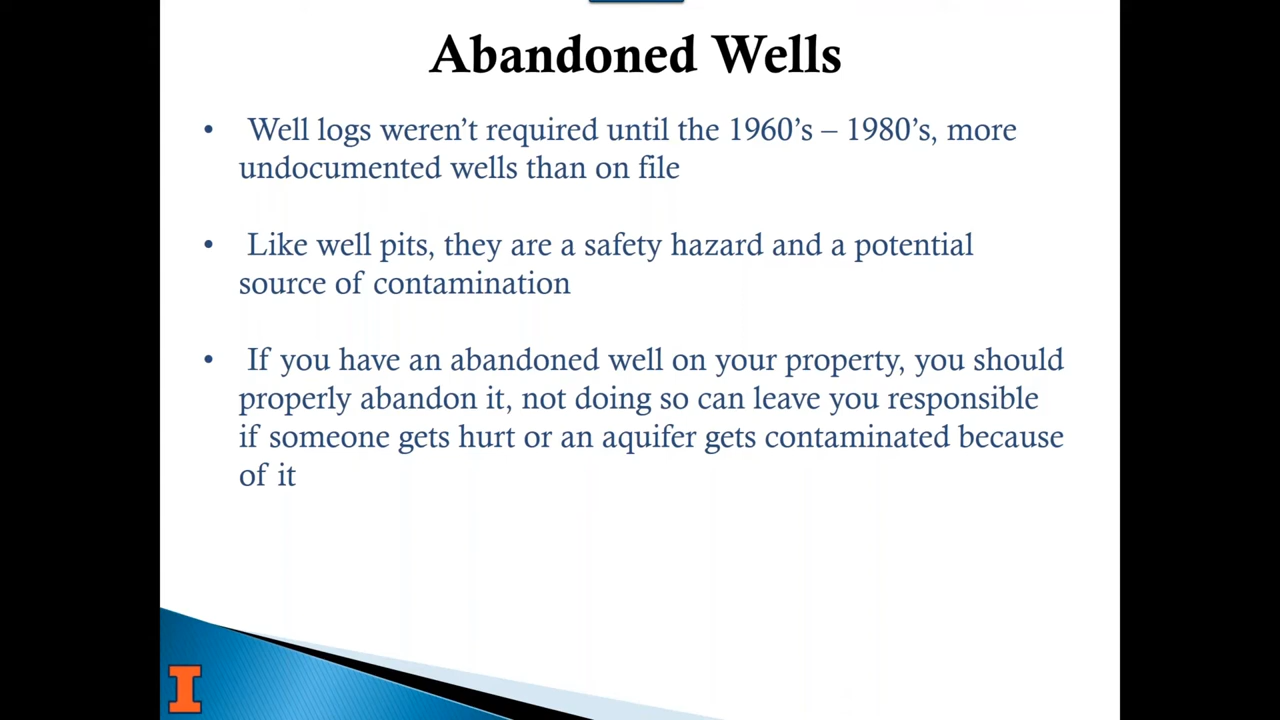 Abandoned Wells
• Well logs weren’t required until the 1960’s – 1980’s, more
undocumented wells than on file
• Like well pits, they are a safety hazard and a potential
source of contamination
• If you have an abandoned well on your property, you should
properly abandon it, not doing so can leave you responsible
if someone gets hurt or an aquifer gets contaminated because
of it
I